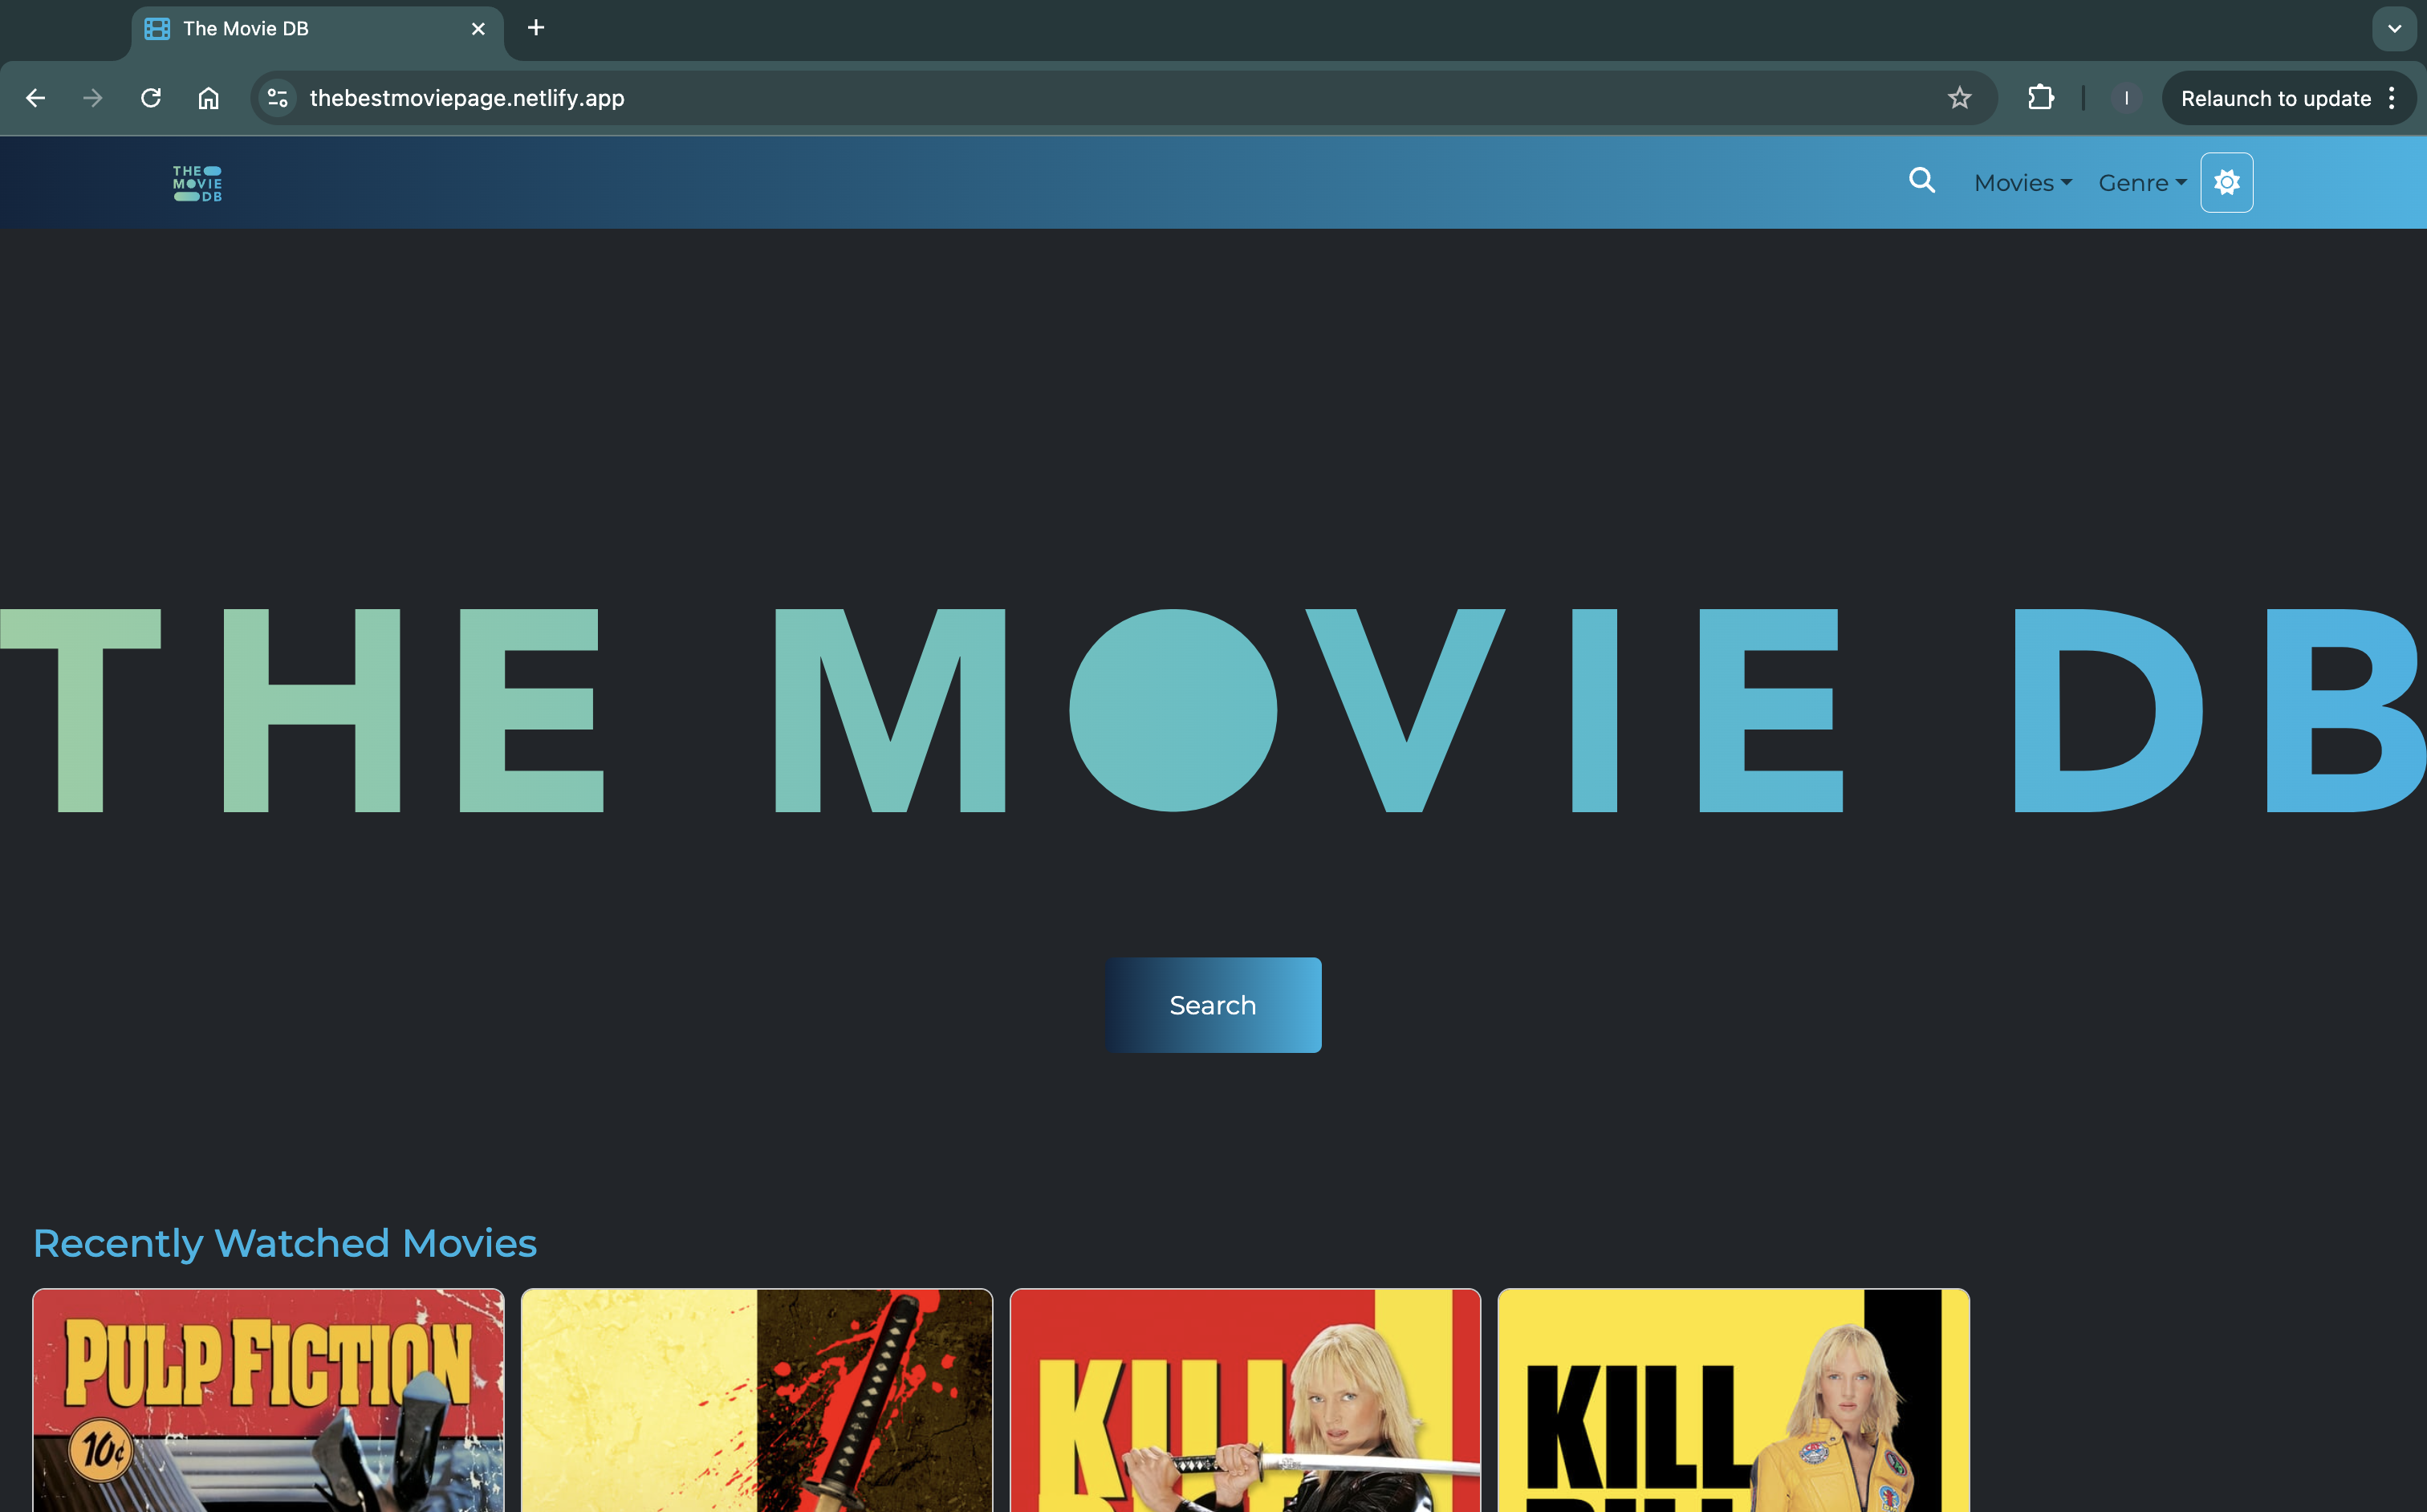 The Movie DB
thebestmoviepage.netlify.app
I
Relaunch to update
THE
MOVIE
DB
Movies
Genre
THE MOVIE DB
Search
Recently Watched Movies
PULP FICTION
10¢
KILL
KILL